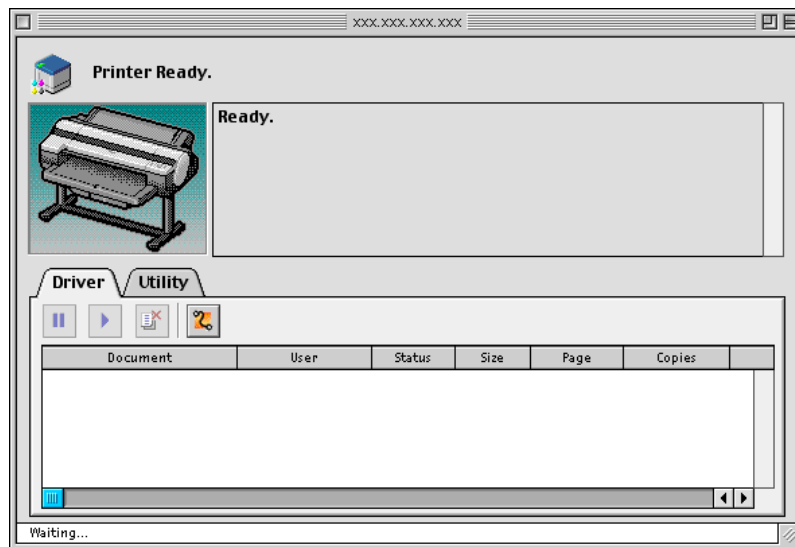 xxx.xxx.xxx.xxx
Printer Ready.
Ready.
Driver Utility
Document User Status Size Page Copies
Waiting...